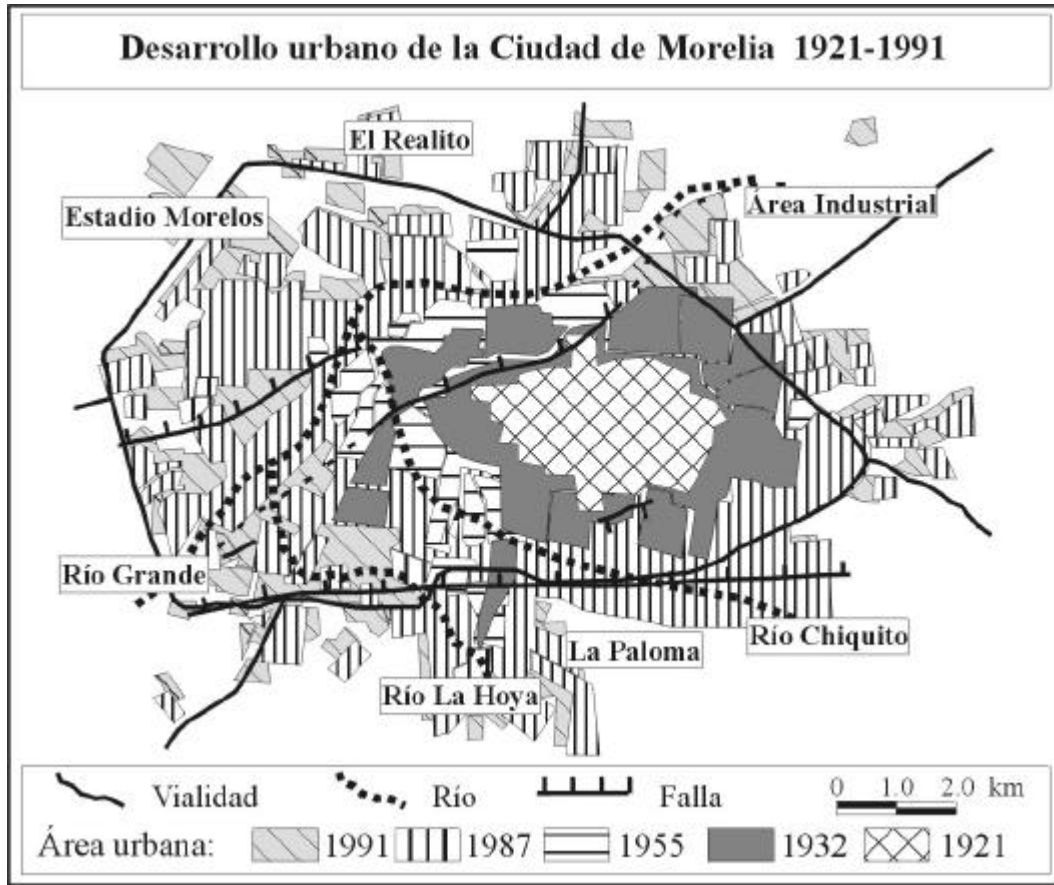 Desarrollo urbano de la Ciudad de Morelia 1921-1991
El Realito
Estadio Morelos
Área Industrial
Río Grande
Río Chiquito
La Paloma
Río La Hoya
Vialidad Río Falla 0 1.0 2.0 km
Área urbana: 1991 1987 1955 1932 1921